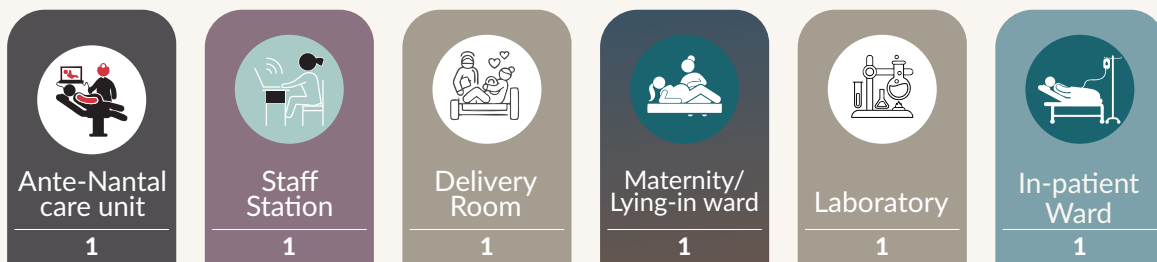 Ante-Nantal
care unit
1
Staff
Station
1
Delivery
Room
1
Maternity/
Lying-in ward
1
Laboratory
1
In-patient
Ward
1